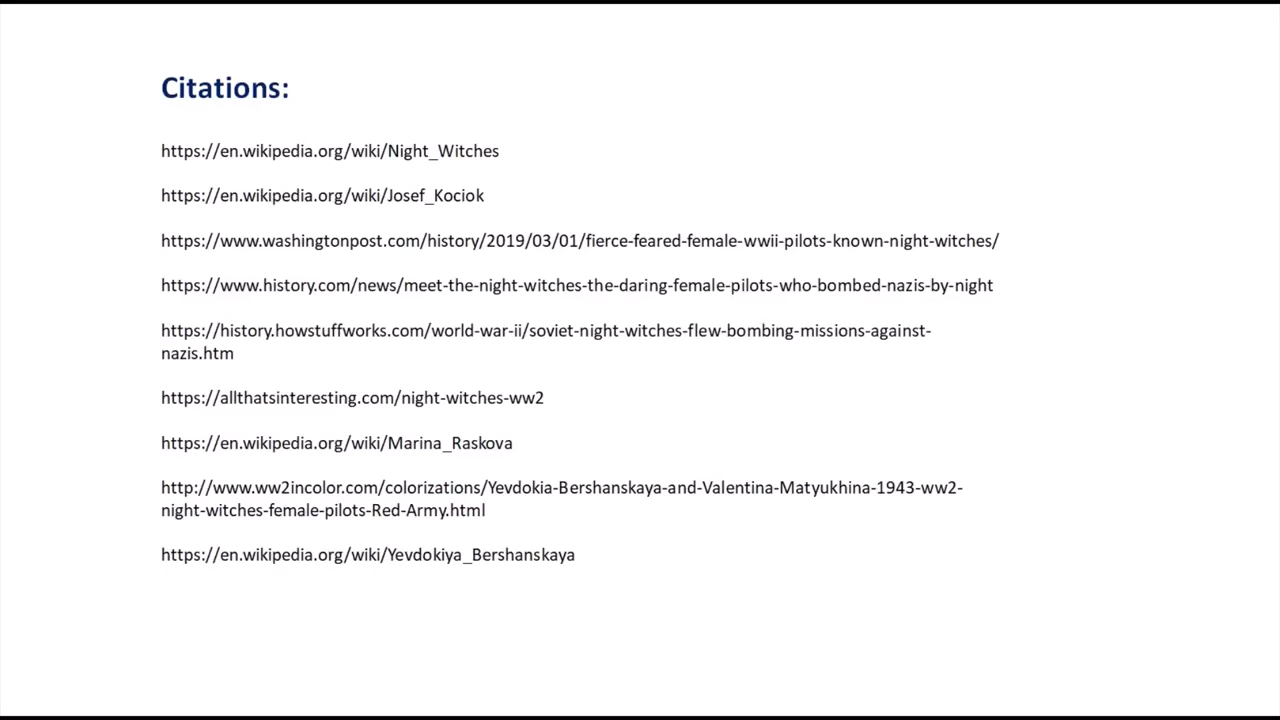 Citations:
https://en.wikipedia.org/wiki/Night_Witches
https://en.wikipedia.org/wiki/Josef_Kociok
https://www.washingtonpost.com/history/2019/03/01/fierce-feared-female-wwii-pilots-known-night-witches/
https://www.history.com/news/meet-the-night-witches-the-daring-female-pilots-who-bombed-nazis-by-night
https://history.howstuffworks.com/world-war-ii/soviet-night-witches-flew-bombing-missions-against-
nazis.htm
https://allthatsinteresting.com/night-witches-ww2
https://en.wikipedia.org/wiki/Marina_Raskova
http://www.ww2incolor.com/colorizations/Yevdokia-Bershanskaya-and-Valentina-Matyukhina-1943-ww2-
night-witches-female-pilots-Red-Army.html
https://en.wikipedia.org/wiki/Yevdokiya_Bershanskaya